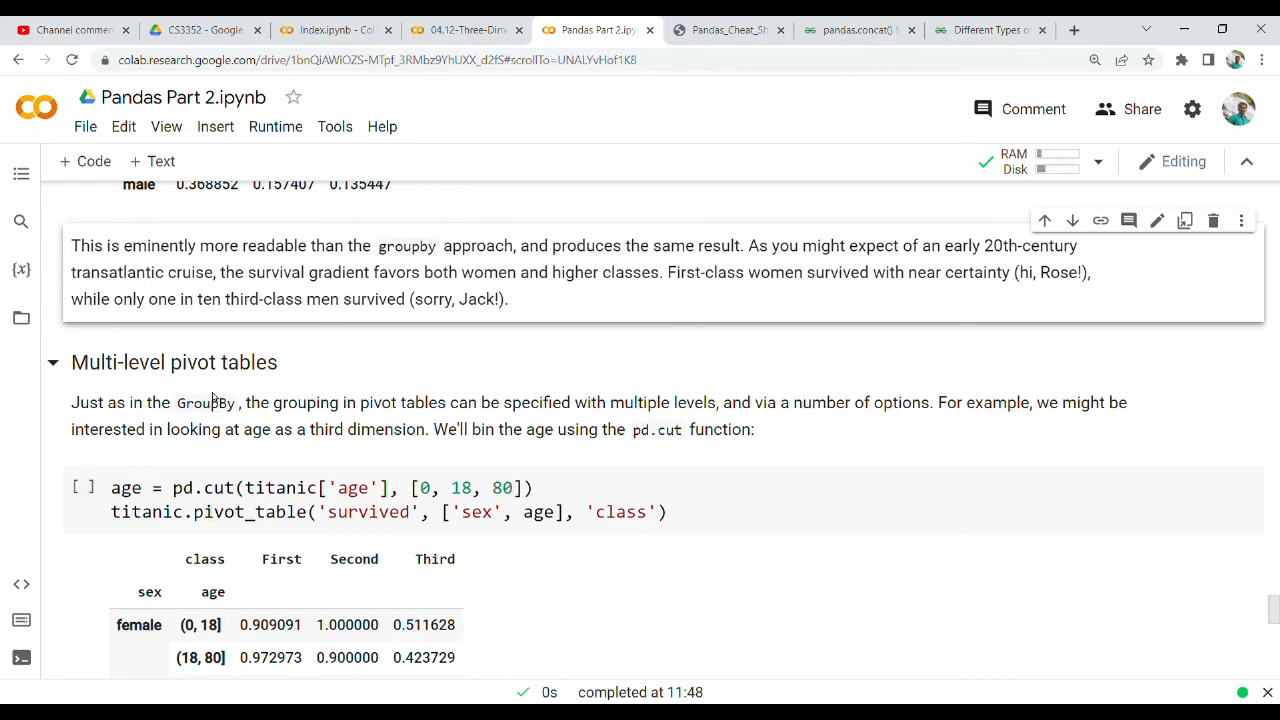 Channel commen
CS3352 - Google
Index.ipynb - Col
04.12-Three-Dim
Pandas Part 2.ipy
Pandas_Cheat_Sh
pandas.concat() f
Different Types o
colab.research.google.com/drive/1bnQiAWiOZS-MTpf_3RMbz9YhUXX_d2fS#scrollTo=UNALYvHof1K8
Pandas Part 2.ipynb
Comment Share
File Edit View Insert Runtime Tools Help
+ Code + Text
RAM
Disk
Editing
male 0.368852 0.157407 0.135447
This is eminently more readable than the groupby approach, and produces the same result. As you might expect of an early 20th-century
transatlantic cruise, the survival gradient favors both women and higher classes. First-class women survived with near certainty (hi, Rose!),
while only one in ten third-class men survived (sorry, Jack!).
Multi-level pivot tables
Just as in the GroupBy, the grouping in pivot tables can be specified with multiple levels, and via a number of options. For example, we might be
interested in looking at age as a third dimension. We'll bin the age using the pd.cut function:
[ ] age = pd.cut(titanic['age'], [0, 18, 80])
titanic.pivot_table('survived', ['sex', age], 'class')
class First Second Third
sex age
female (0, 18] 0.909091 1.000000 0.511628
(18, 80] 0.972973 0.900000 0.423729
0s completed at 11:48